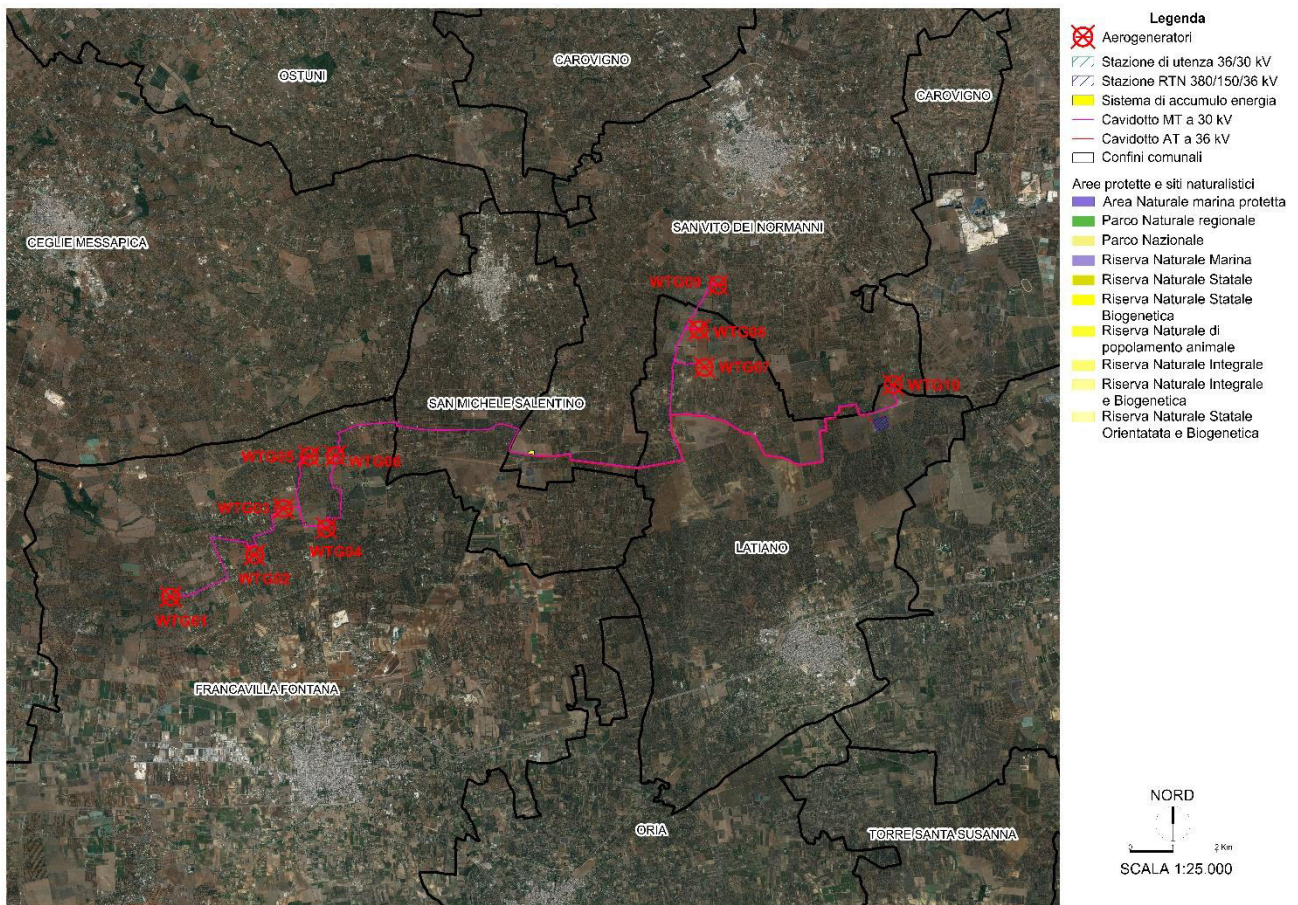 OSTUNI
CAROVIGNO
CAROVIGNO
CEGLIE MESSAPICA
SAN VITO DEI NORMANNI
WTG09
WTG08
WTG07
WTG10
SAN MICHELE SALENTINO
WTG05
WTG06
WTG03
WTG04
WTG02
WTG01
LATIANO
FRANCAVILLA FONTANA
ORIA
TORRE SANTA SUSANNA
Legenda
Aerogeneratori
Stazione di utenza 36/30 kV
Stazione RTN 380/150/36 kV
Sistema di accumulo energia
Cavidotto MT a 30 kV
Cavidotto AT a 36 kV
Confini comunali
Aree protette e siti naturalistici
Area Naturale marina protetta
Parco Naturale regionale
Parco Nazionale
Riserva Naturale Marina
Riserva Naturale Statale
Riserva Naturale Statale
Biogenetica
Riserva Naturale di
popolamento animale
Riserva Naturale Integrale
Riserva Naturale Integrale
e Biogenetica
Riserva Naturale Statale
Orientatata e Biogenetica
NORD
0 1 2 Km
SCALA 1:25.000